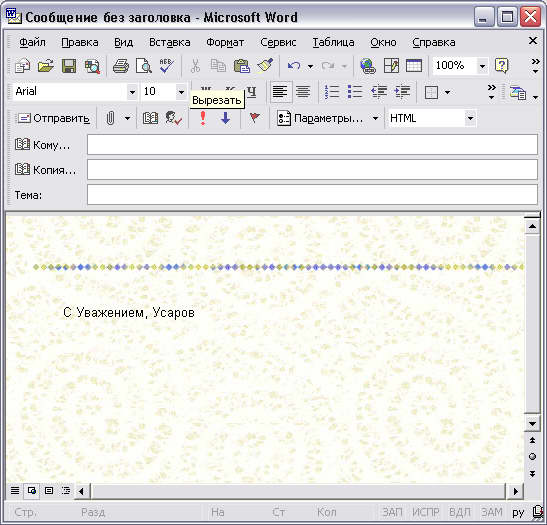 Сообщение без заголовка - Microsoft Word
Файл Правка Вид Вставка Формат Сервис Таблица Окно Справка
100%
Arial 10 Ж К Ч
Вырезать
Отправить Параметры... HTML
Кому...
Копия...
Тема:
С Уважением, Усаров
Стр. Разд На Ст Кол ЗАП ИСПР ВДЛ ЗАМ ру